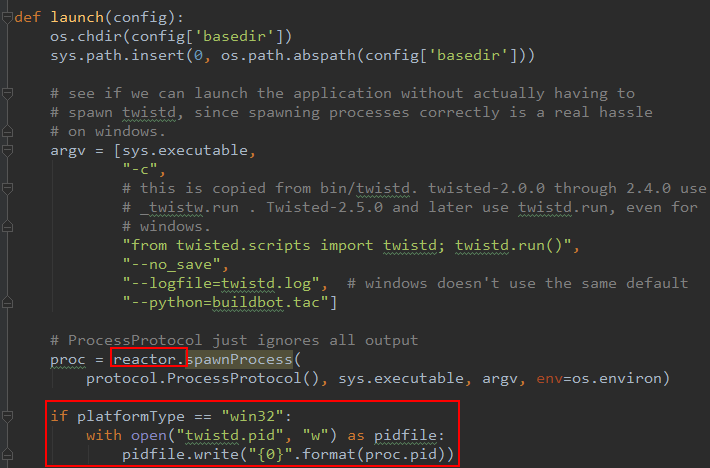 def launch(config):
    os.chdir(config['basedir'])
    sys.path.insert(0, os.path.abspath(config['basedir']))

    # see if we can launch the application without actually having to
    # spawn twistd, since spawning processes correctly is a real hassle
    # on windows.
    argv = [sys.executable,
            "-c",
            # this is copied from bin/twistd. twisted-2.0.0 through 2.4.0 use
            # _twistw.run . Twisted-2.5.0 and later use twistd.run, even for
            # windows.
            "from twisted.scripts import twistd; twistd.run()",
            "--no_save",
            "--logfile=twistd.log",  # windows doesn't use the same default
            "--python=buildbot.tac"]

    # ProcessProtocol just ignores all output
    proc = reactor.spawnProcess(
        protocol.ProcessProtocol(), sys.executable, argv, env=os.environ)

    if platformType == "win32":
        with open("twistd.pid", "w") as pidfile:
            pidfile.write("{0}".format(proc.pid))